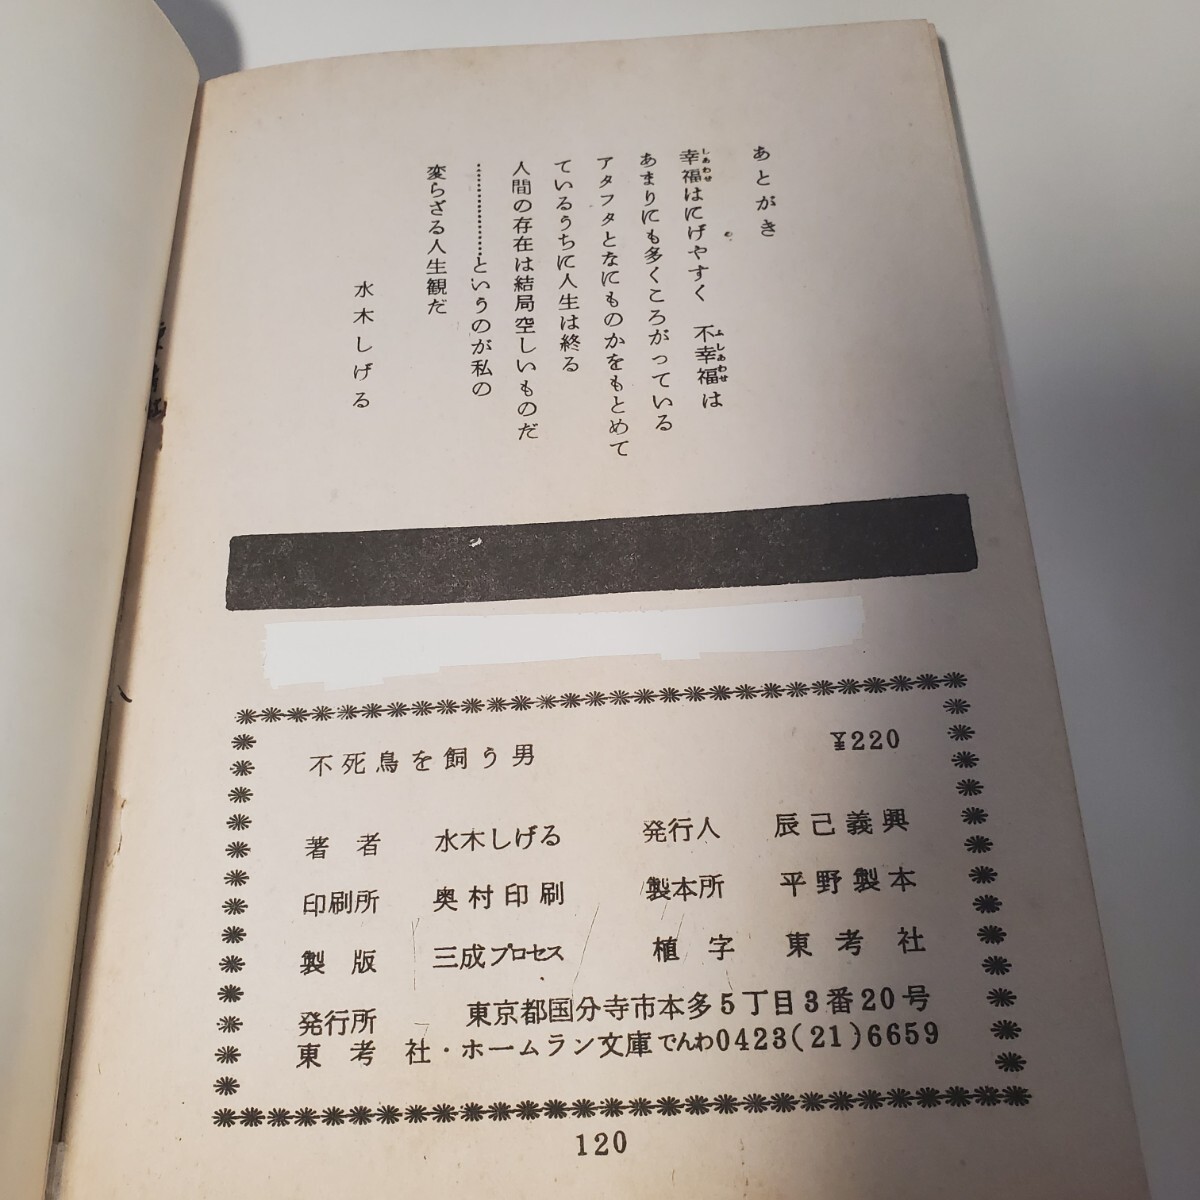 あとがき
幸福はにげやすく 不幸福は
しあわせ
ふしあわせ
あまりにも多くころがっている
アタフタとなにものかをもとめて
ているうちに人生は終る
人間の存在は結局空しいものだ
………………というのが私の
変らざる人生観だ
水木しげる
不死鳥を飼う男 ¥220
著者 水木しげる 発行人 辰己義興
印刷所 奥村印刷 製本所 平野製本
製版 三成プロセス 植字 東考社
発行所 東京都国分寺市本多5丁目3番20号
東考社・ホームラン文庫でんわ0423(21)6659
120